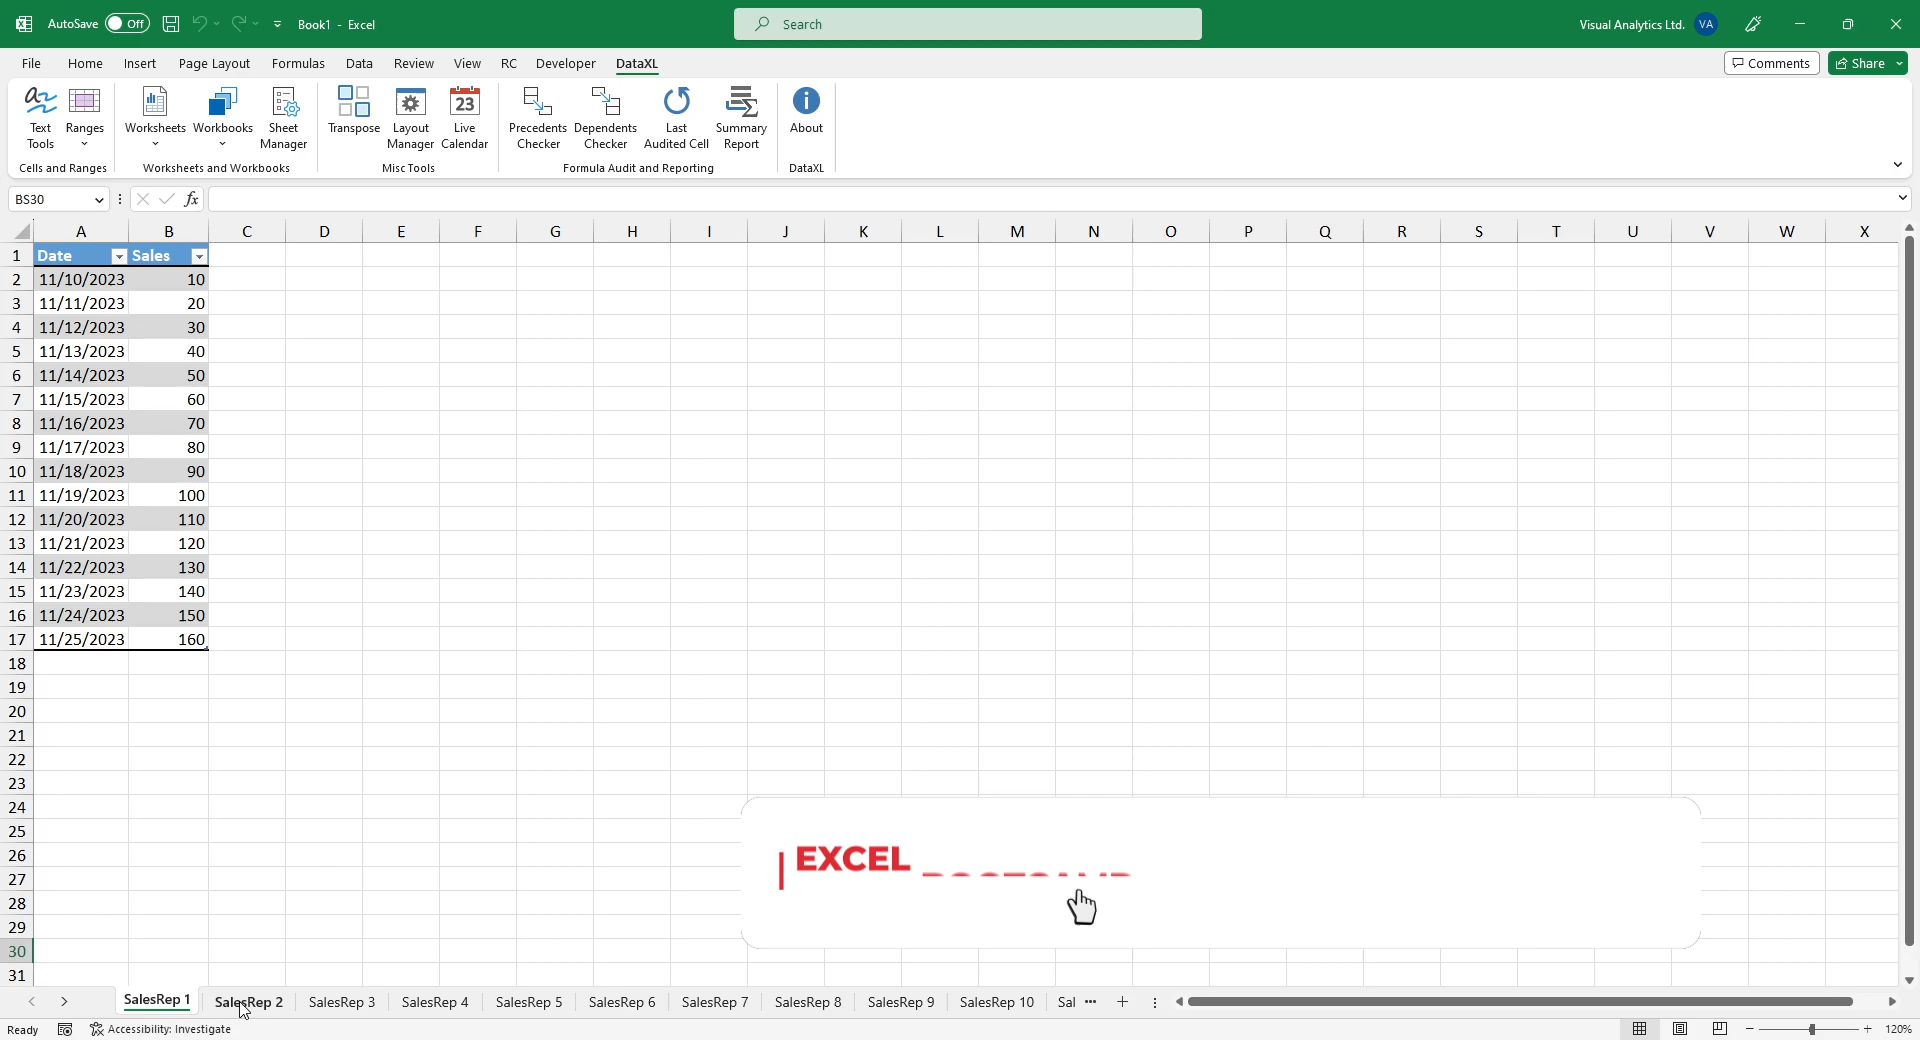 AutoSave Off Book1 - Excel Search Visual Analytics Ltd. VA
File Home Insert Page Layout Formulas Data Review View RC Developer DataXL Comments Share
Text Tools Ranges Worksheets Workbooks Sheet Manager Transpose Layout Manager 23 Live Calendar Precedents Checker Dependents Checker Last Audited Cell Summary Report About
Cells and Ranges Worksheets and Workbooks Misc Tools Formula Audit and Reporting DataXL
BS30 fx
A B C D E F G H I J K L M N O P Q R S T U V W X
1 Date Sales
2 11/10/2023 10
3 11/11/2023 20
4 11/12/2023 30
5 11/13/2023 40
6 11/14/2023 50
7 11/15/2023 60
8 11/16/2023 70
9 11/17/2023 80
10 11/18/2023 90
11 11/19/2023 100
12 11/20/2023 110
13 11/21/2023 120
14 11/22/2023 130
15 11/23/2023 140
16 11/24/2023 150
17 11/25/2023 160
18
19
20
21
22
23
24
25
26
EXCEL
27
28
29
30
31
SalesRep 1 SalesRep 2 SalesRep 3 SalesRep 4 SalesRep 5 SalesRep 6 SalesRep 7 SalesRep 8 SalesRep 9 SalesRep 10 Sal ...
Ready Accessibility: Investigate 120%